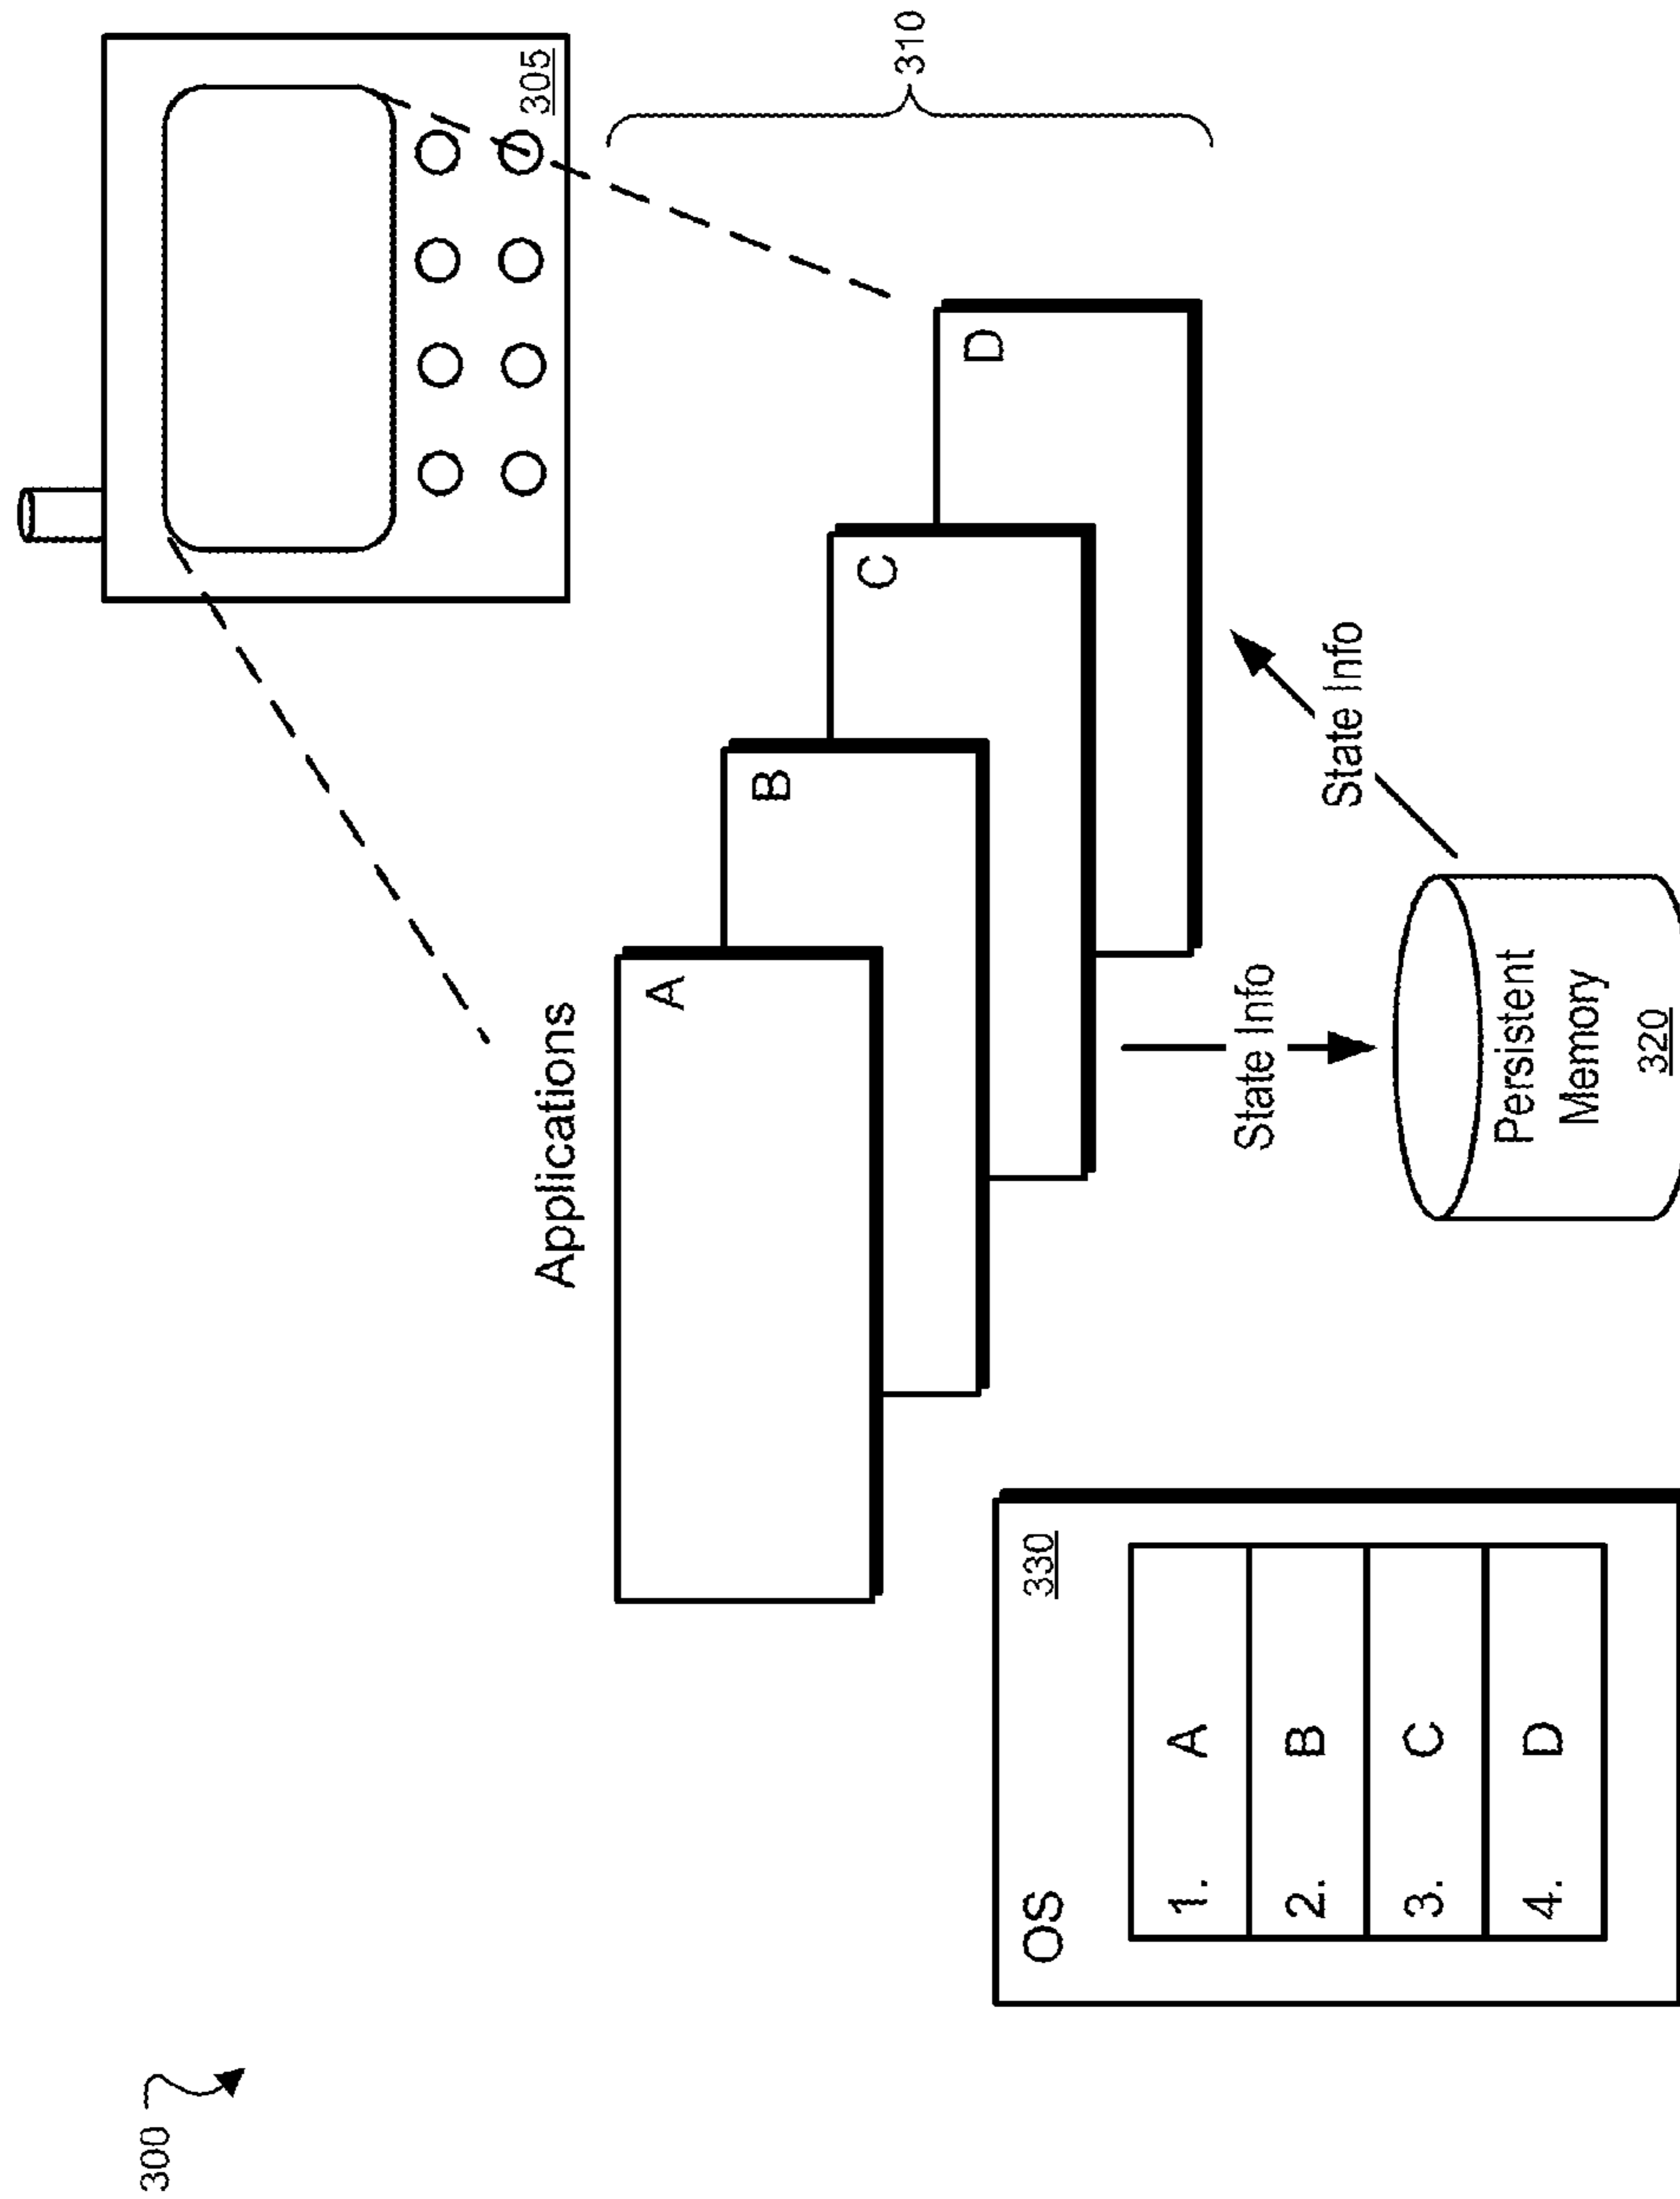 300
305
Applications
310
A
B
C
D
OS
330
1. A
2. B
3. C
4. D
State Info
State Info
Persistent
Memory
320